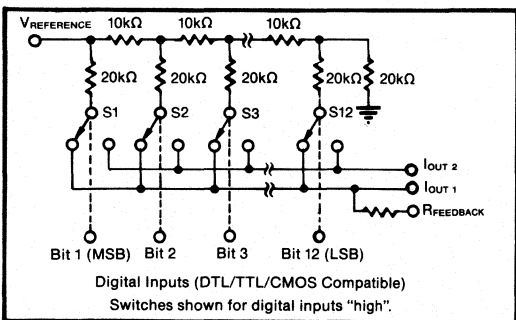 VREFERENCE
10kΩ 10kΩ 10kΩ
20kΩ 20kΩ 20kΩ 20kΩ 20kΩ
S1 S2 S3 S12
IOUT 2
IOUT 1
RFEEDBACK
Bit 1 (MSB) Bit 2 Bit 3 Bit 12 (LSB)
Digital Inputs (DTL/TTL/CMOS Compatible)
Switches shown for digital inputs "high".